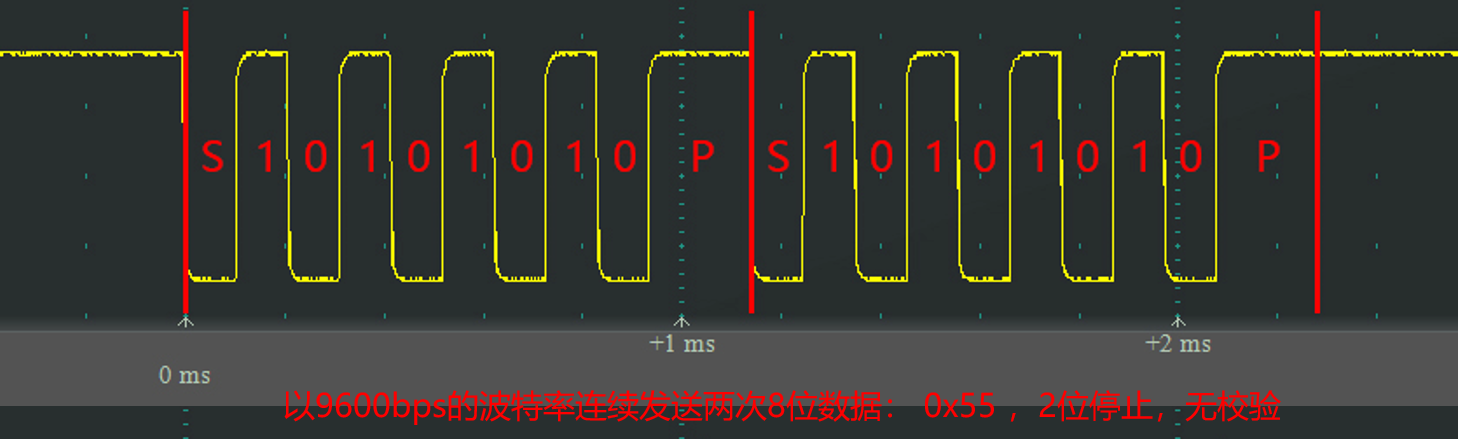 S 1 0 1 0 1 0 1 0 P S 1 0 1 0 1 0 1 0 P
+1 ms +2 ms
0 ms
以9600bps的波特率连续发送两次8位数据： 0x55 ，2位停止，无校验